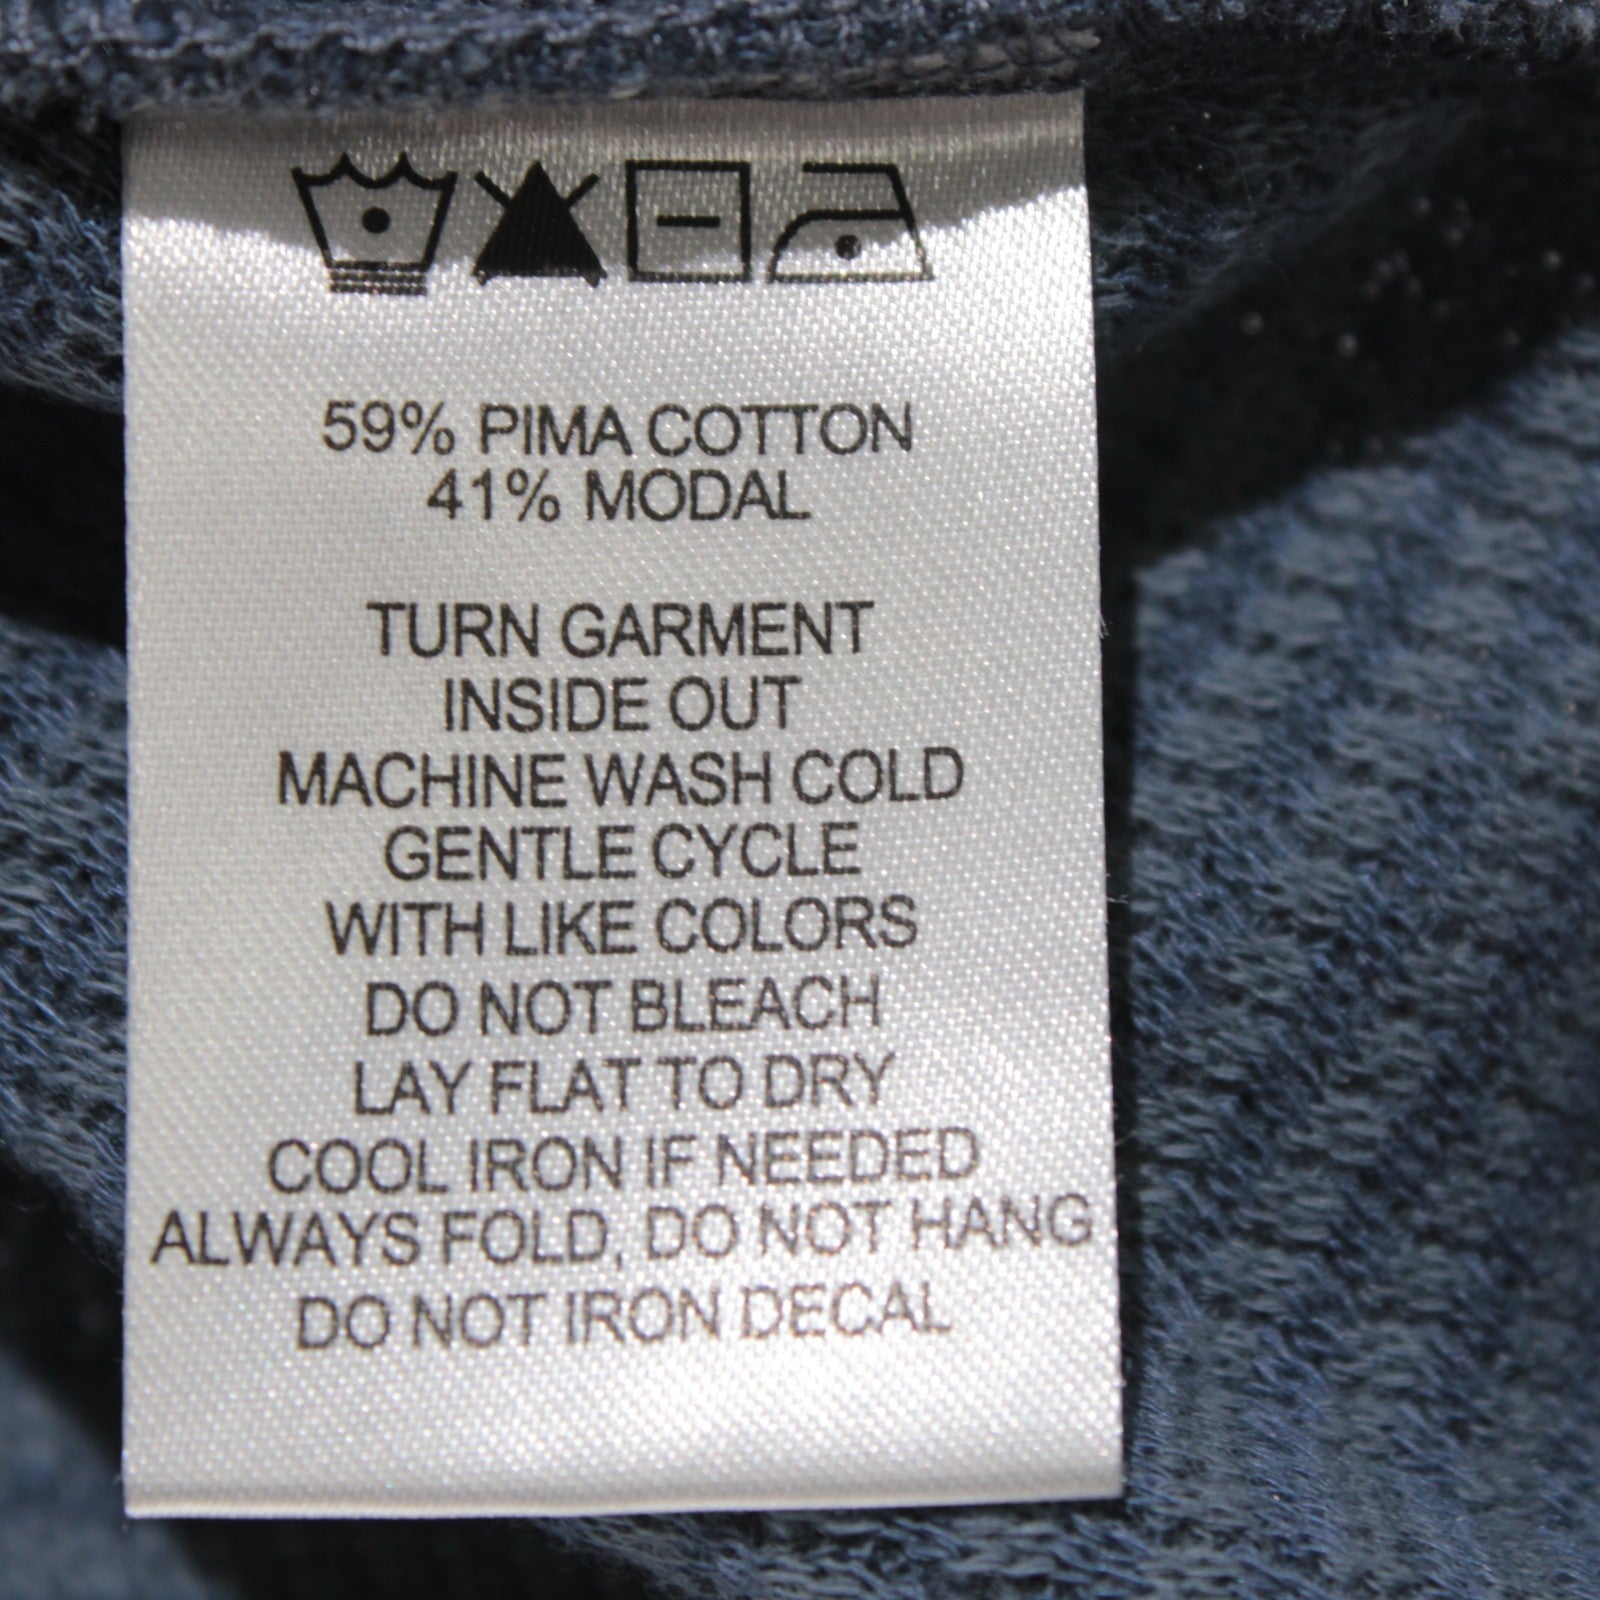 59% PIMA COTTON
41% MODAL
TURN GARMENT
INSIDE OUT
MACHINE WASH COLD
GENTLE CYCLE
WITH LIKE COLORS
DO NOT BLEACH
LAY FLAT TO DRY
COOL IRON IF NEEDED
ALWAYS FOLD, DO NOT HANG
DO NOT IRON DECAL